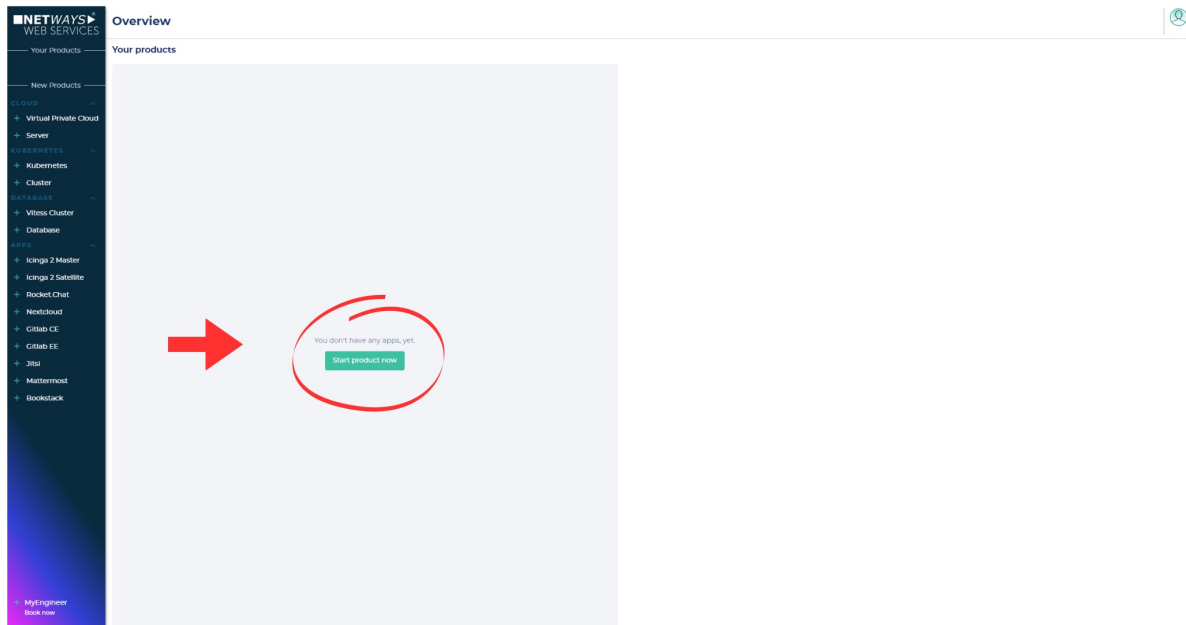 NETWAYS
WEB SERVICES
Your Products
New Products
CLOUD
+ Virtual Private Cloud
+ Server
KUBERNETES
+ Kubernetes
+ Cluster
DATABASE
+ Vitess Cluster
+ Database
APPS
+ Icinga 2 Master
+ Icinga 2 Satellite
+ Rocket.Chat
+ Nextcloud
+ Gitlab CE
+ Gitlab EE
+ Jitsi
+ Mattermost
+ Bookstack
+ MyEngineer
Book now
Overview
Your products
You don't have any apps, yet.
Start product now